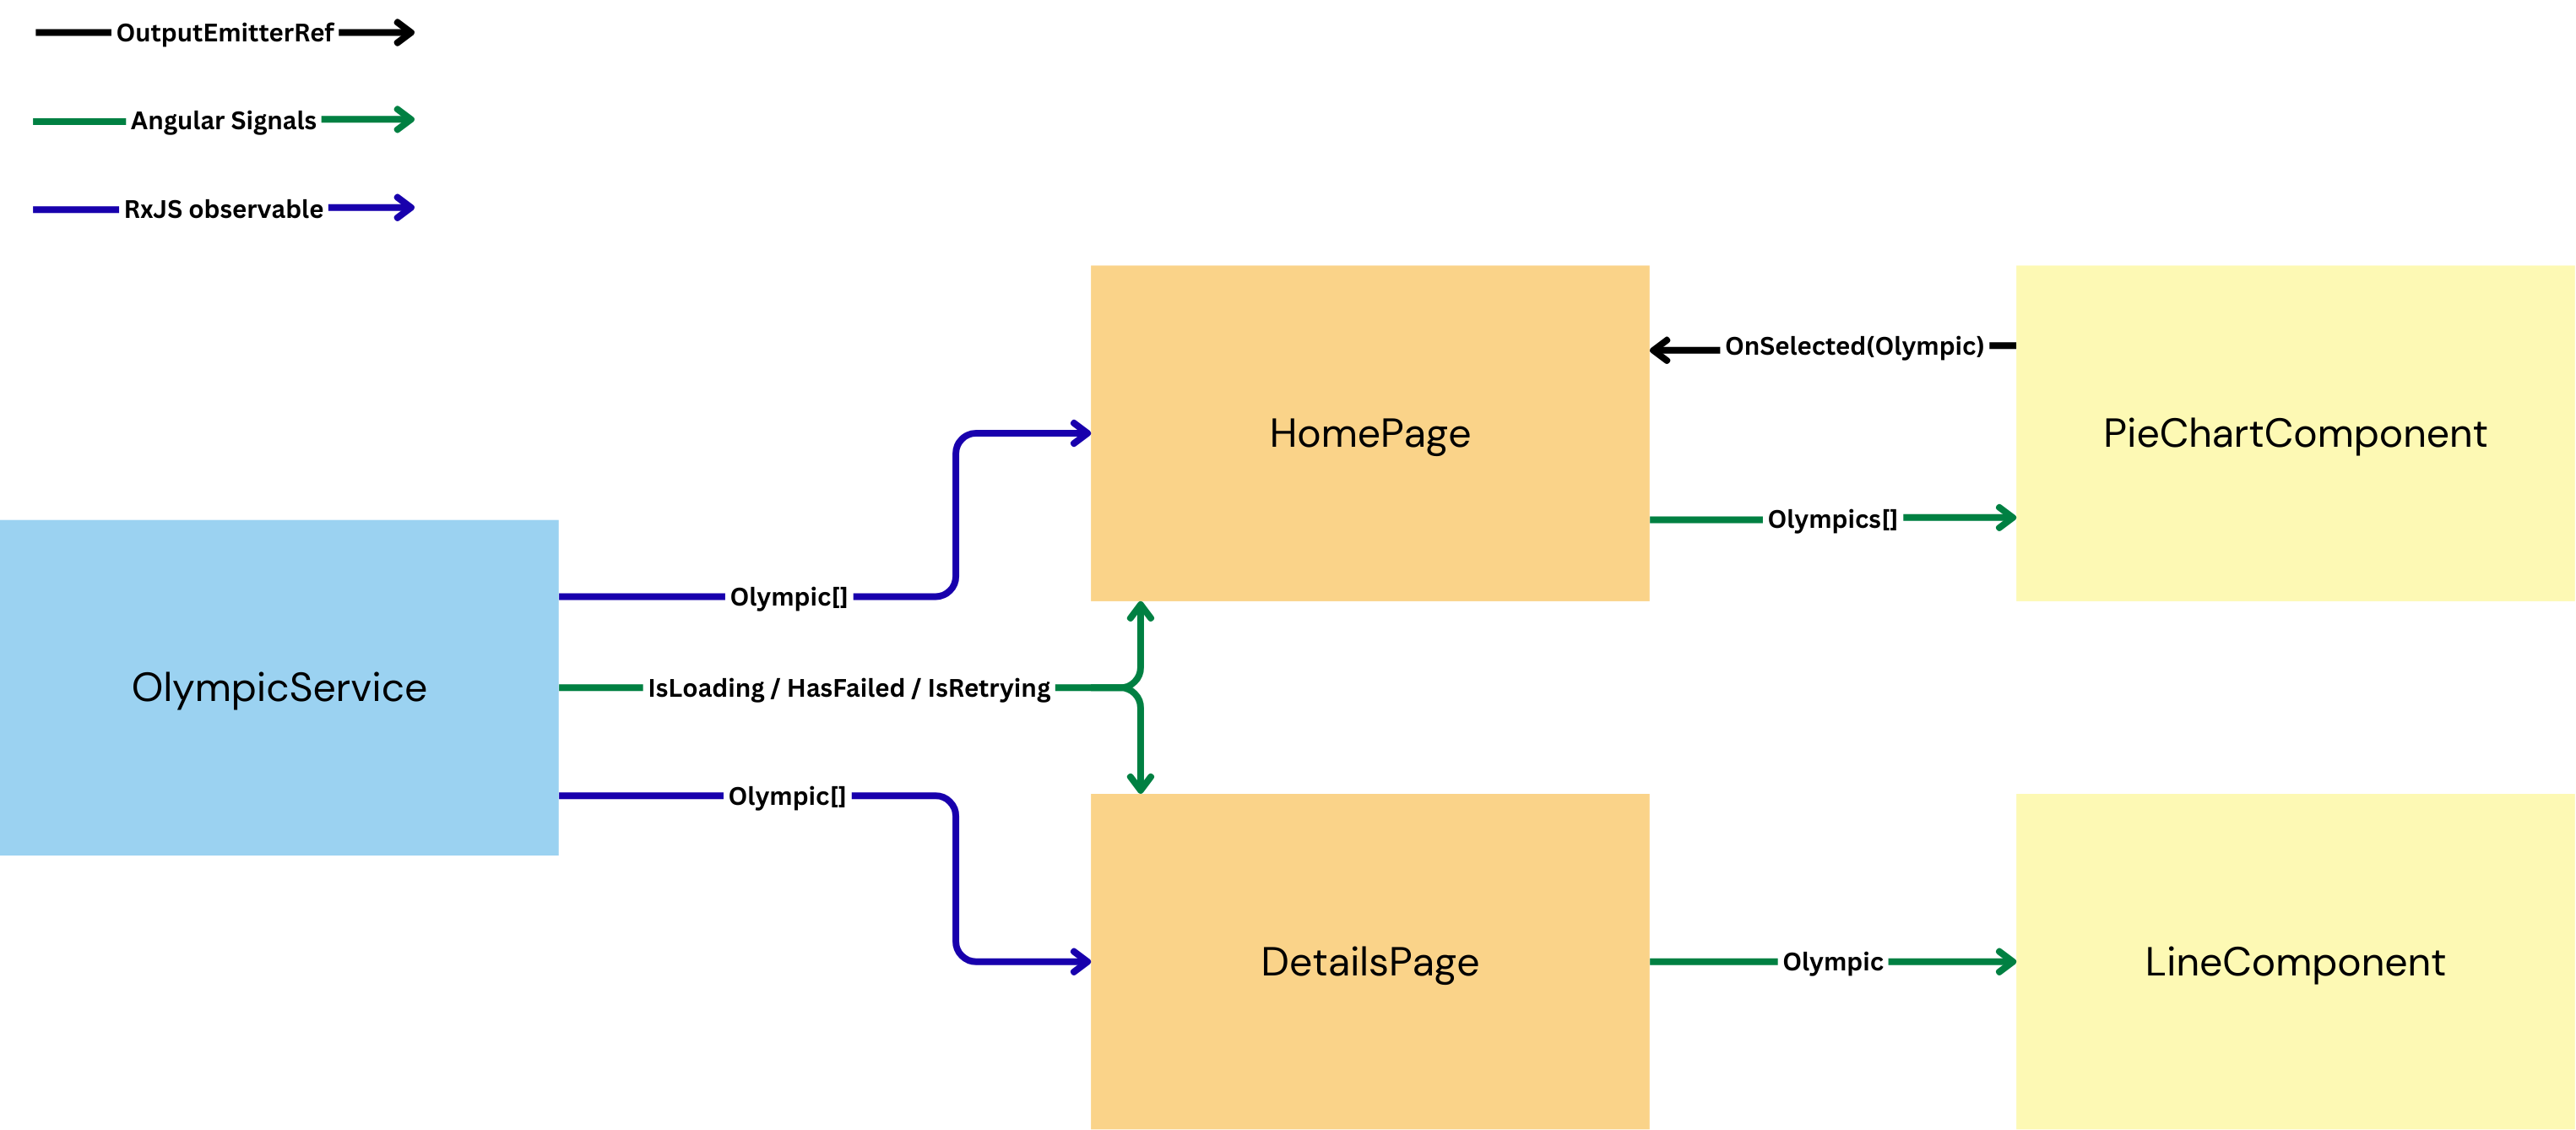 OutputEmitterRef
Angular Signals
RxJS observable
OnSelected(Olympic)
HomePage
PieChartComponent
Olympics[]
Olympic[]
OlympicService
IsLoading / HasFailed / IsRetrying
Olympic[]
DetailsPage
Olympic
LineComponent